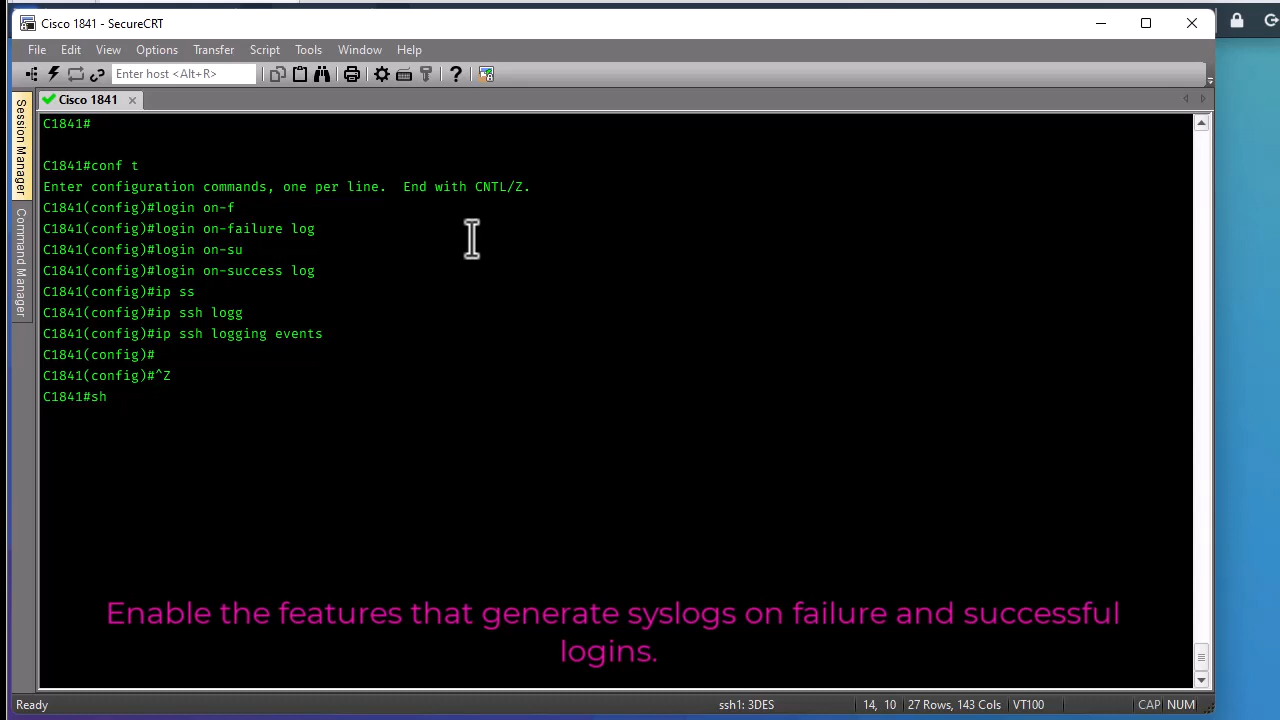 Cisco 1841 - SecureCRT
File Edit View Options Transfer Script Tools Window Help
Enter host <Alt+R>
Session Manager
Command Manager
Cisco 1841
C1841#
C1841#conf t
Enter configuration commands, one per line.  End with CNTL/Z.
C1841(config)#login on-f
C1841(config)#login on-failure log
C1841(config)#login on-su
C1841(config)#login on-success log
C1841(config)#ip ss
C1841(config)#ip ssh logg
C1841(config)#ip ssh logging events
C1841(config)#
C1841(config)#^Z
C1841#sh
Enable the features that generate syslogs on failure and successful
logins.
Ready ssh1: 3DES 14, 10 27 Rows, 143 Cols VT100 CAP NUM